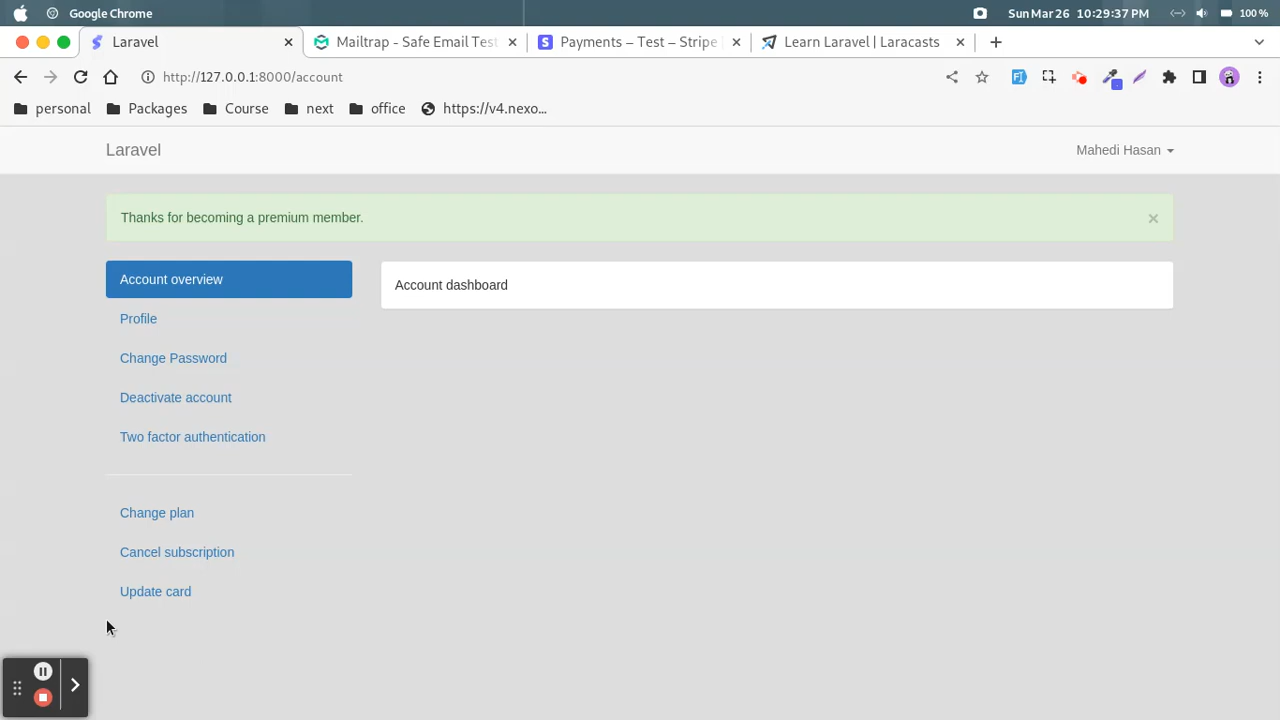 Google Chrome
Sun Mar 26 10:29:37 PM
100 %
Laravel
Mailtrap - Safe Email Test
Payments – Test – Stripe
Learn Laravel | Laracasts
http://127.0.0.1:8000/account
personal
Packages
Course
next
office
https://v4.nexo...
Laravel
Mahedi Hasan
Thanks for becoming a premium member.
×
Account overview
Account dashboard
Profile
Change Password
Deactivate account
Two factor authentication
Change plan
Cancel subscription
Update card